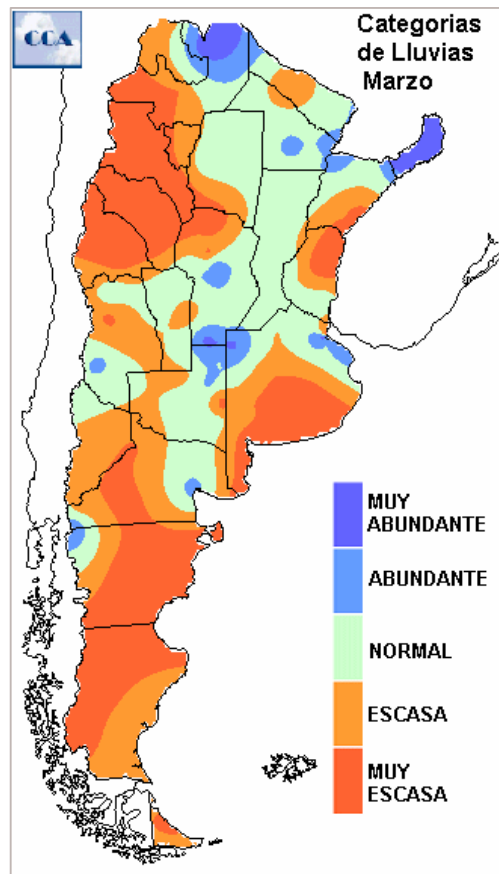 CCA
Categorias
de Lluvias
Marzo
MUY
ABUNDANTE
ABUNDANTE
NORMAL
ESCASA
MUY
ESCASA